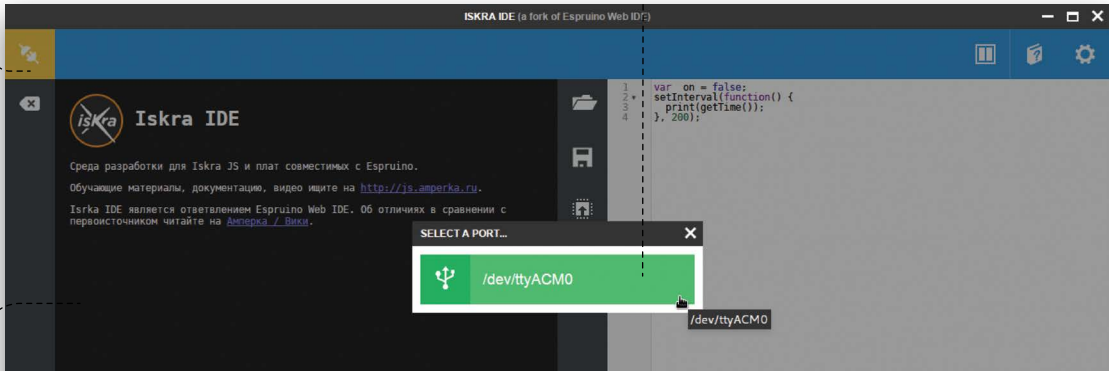 ISKRA IDE (a fork of Espruino Web IDE)
iskra
Iskra IDE
Среда разработки для Iskra JS и плат совместимых с Espruino.
Обучающие материалы, документацию, видео ищите на http://js.amperka.ru.
Isrka IDE является ответвлением Espruino Web IDE. Об отличиях в сравнении с
первоисточником читайте на Амперка / Вики.
1 var on = false;
2 setInterval(function() {
3 print(getTime());
4 }, 200);
SELECT A PORT...
/dev/ttyACM0
/dev/ttyACM0